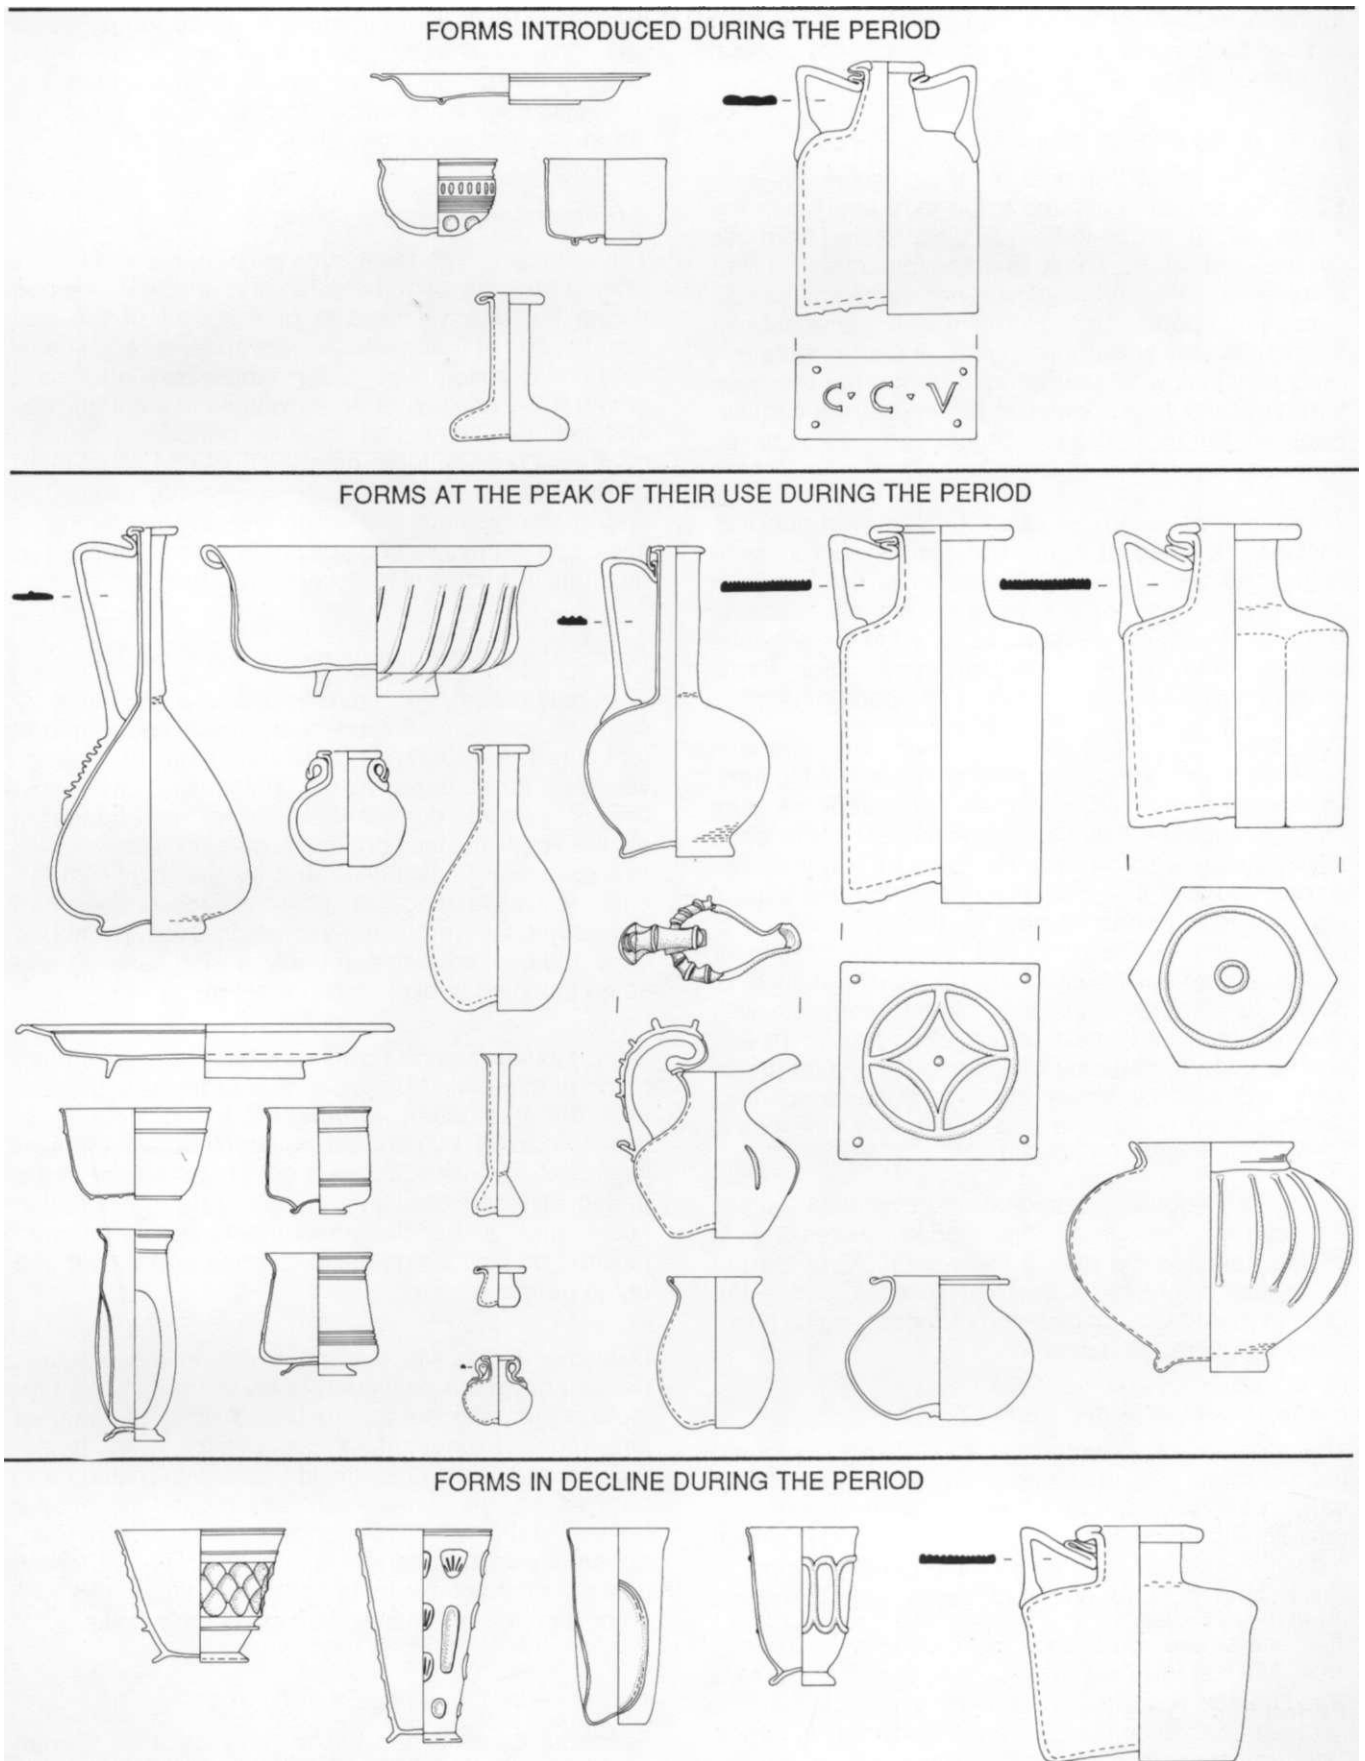 FORMS INTRODUCED DURING THE PERIOD
C · C · V
FORMS AT THE PEAK OF THEIR USE DURING THE PERIOD
FORMS IN DECLINE DURING THE PERIOD